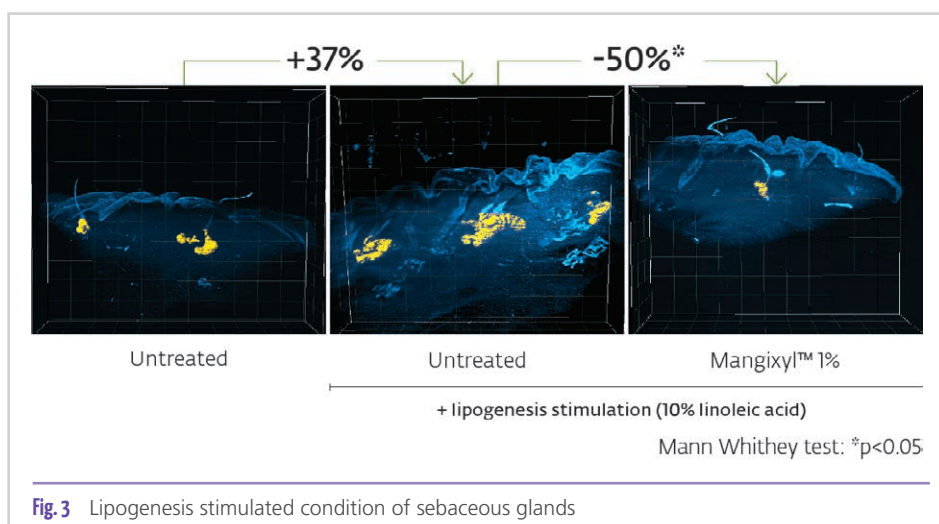 +37% -50%*
Untreated Untreated Mangixyl™ 1%
+ lipogenesis stimulation (10% linoleic acid)
Mann Whithey test: *p<0.05
Fig. 3 Lipogenesis stimulated condition of sebaceous glands